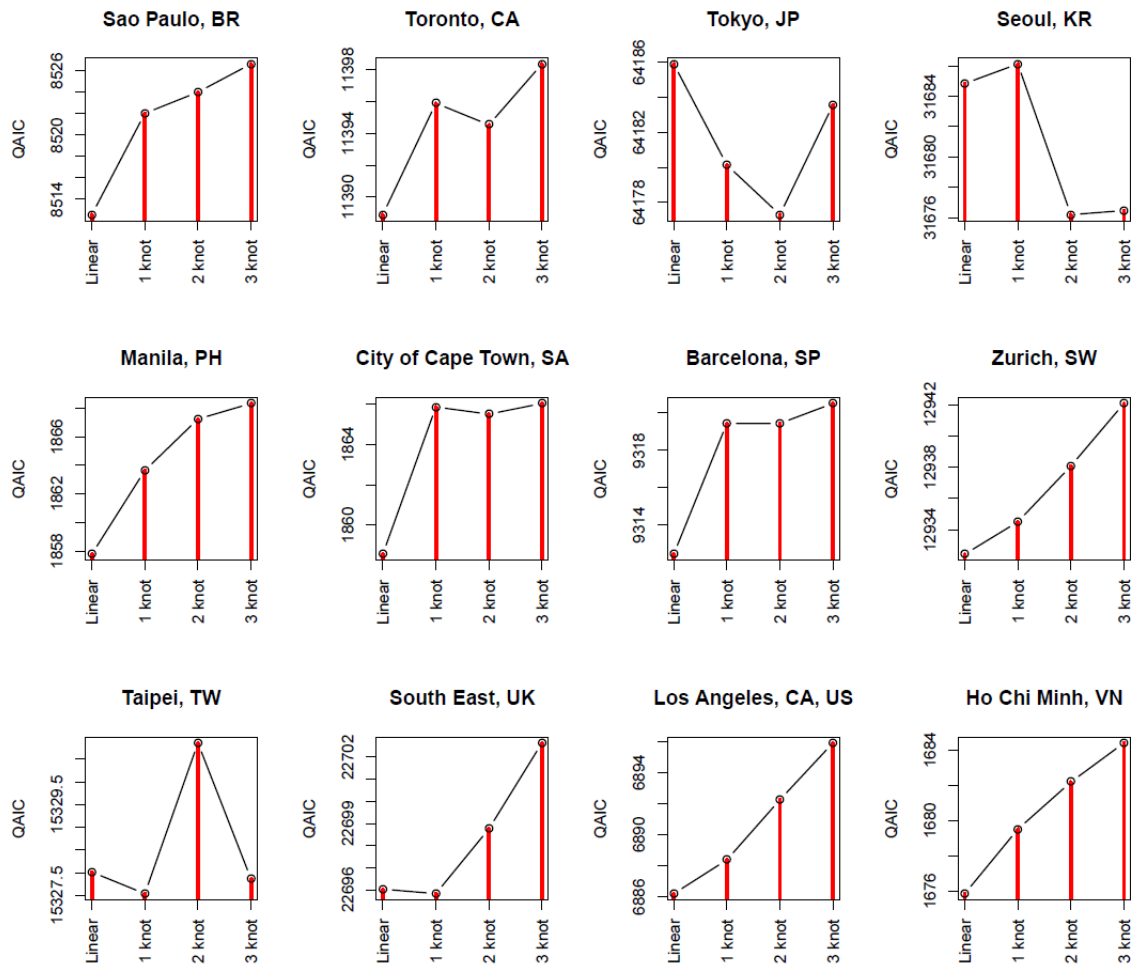 Sao Paulo, BR
QAIC
8526
8520
8514
Linear
1 knot
2 knot
3 knot
Toronto, CA
QAIC
11398
11394
11390
Linear
1 knot
2 knot
3 knot
Tokyo, JP
QAIC
64186
64182
64178
Linear
1 knot
2 knot
3 knot
Seoul, KR
QAIC
31684
31680
31676
Linear
1 knot
2 knot
3 knot
Manila, PH
QAIC
1866
1862
1858
Linear
1 knot
2 knot
3 knot
City of Cape Town, SA
QAIC
1864
1860
Linear
1 knot
2 knot
3 knot
Barcelona, SP
QAIC
9318
9314
Linear
1 knot
2 knot
3 knot
Zurich, SW
QAIC
12942
12938
12934
Linear
1 knot
2 knot
3 knot
Taipei, TW
QAIC
15329.5
15327.5
Linear
1 knot
2 knot
3 knot
South East, UK
QAIC
22702
22699
22696
Linear
1 knot
2 knot
3 knot
Los Angeles, CA, US
QAIC
6894
6890
6886
Linear
1 knot
2 knot
3 knot
Ho Chi Minh, VN
QAIC
1684
1680
1676
Linear
1 knot
2 knot
3 knot